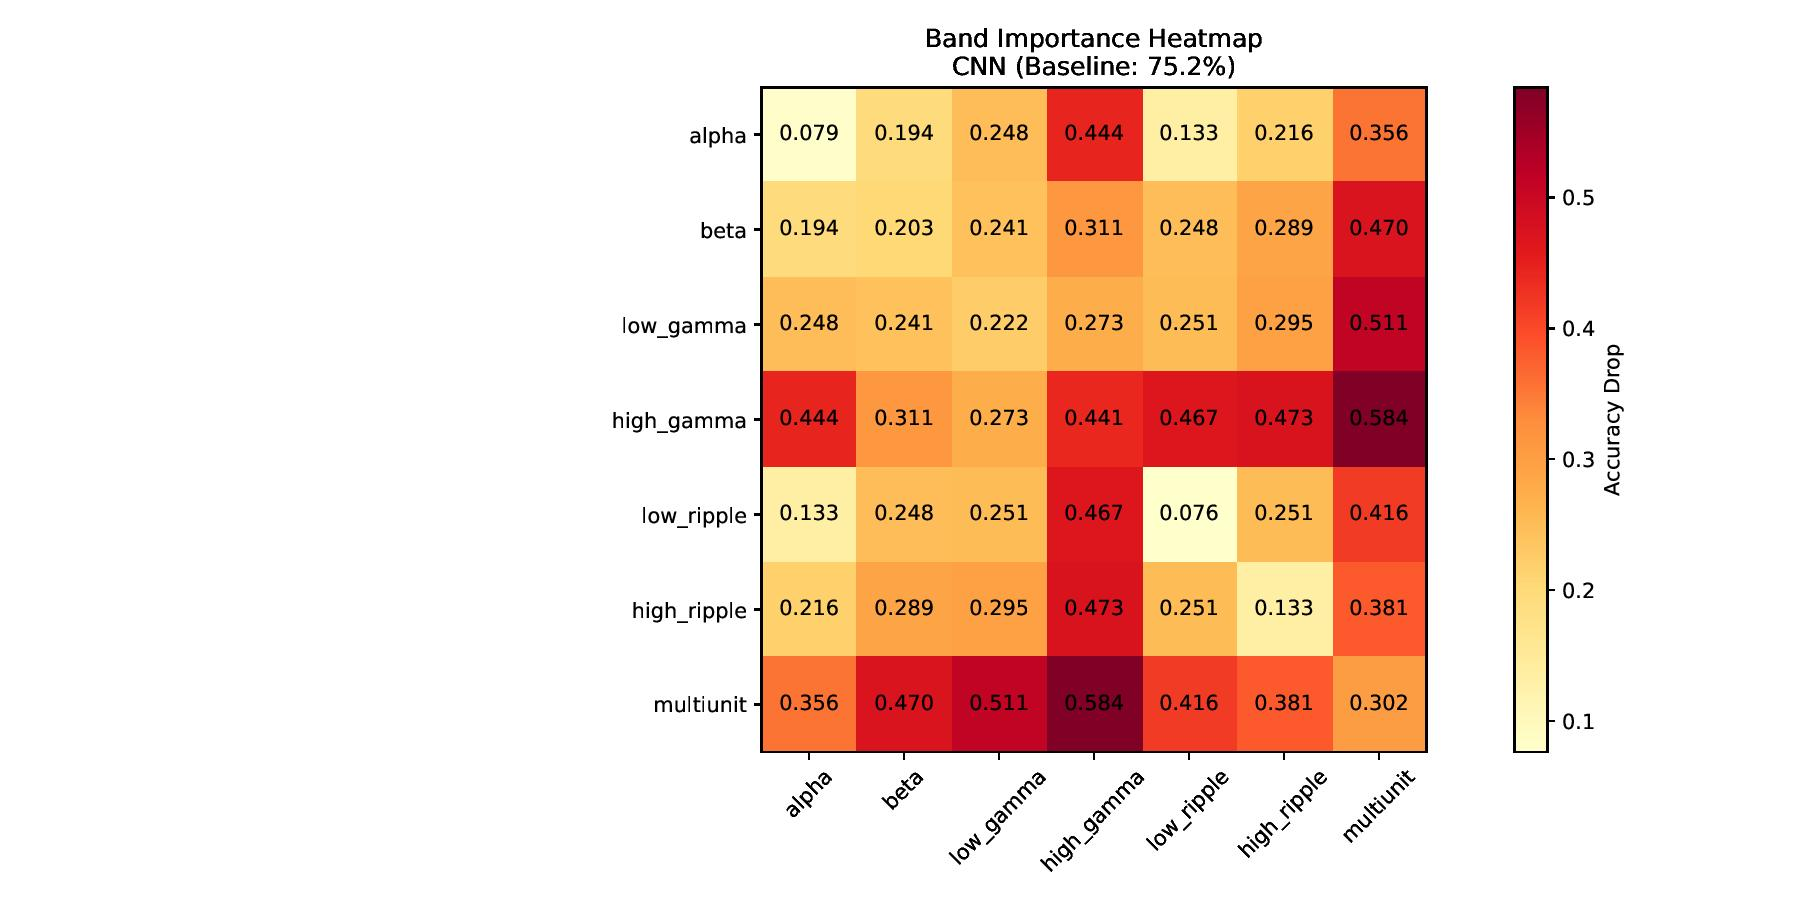 Band Importance Heatmap
CNN (Baseline: 75.2%)
alpha 0.079 0.194 0.248 0.444 0.133 0.216 0.356
beta 0.194 0.203 0.241 0.311 0.248 0.289 0.470
low_gamma 0.248 0.241 0.222 0.273 0.251 0.295 0.511
high_gamma 0.444 0.311 0.273 0.441 0.467 0.473 0.584
low_ripple 0.133 0.248 0.251 0.467 0.076 0.251 0.416
high_ripple 0.216 0.289 0.295 0.473 0.251 0.133 0.381
multiunit 0.356 0.470 0.511 0.584 0.416 0.381 0.302
alpha beta low_gamma high_gamma low_ripple high_ripple multiunit
0.5
0.4
0.3
0.2
0.1
Accuracy Drop